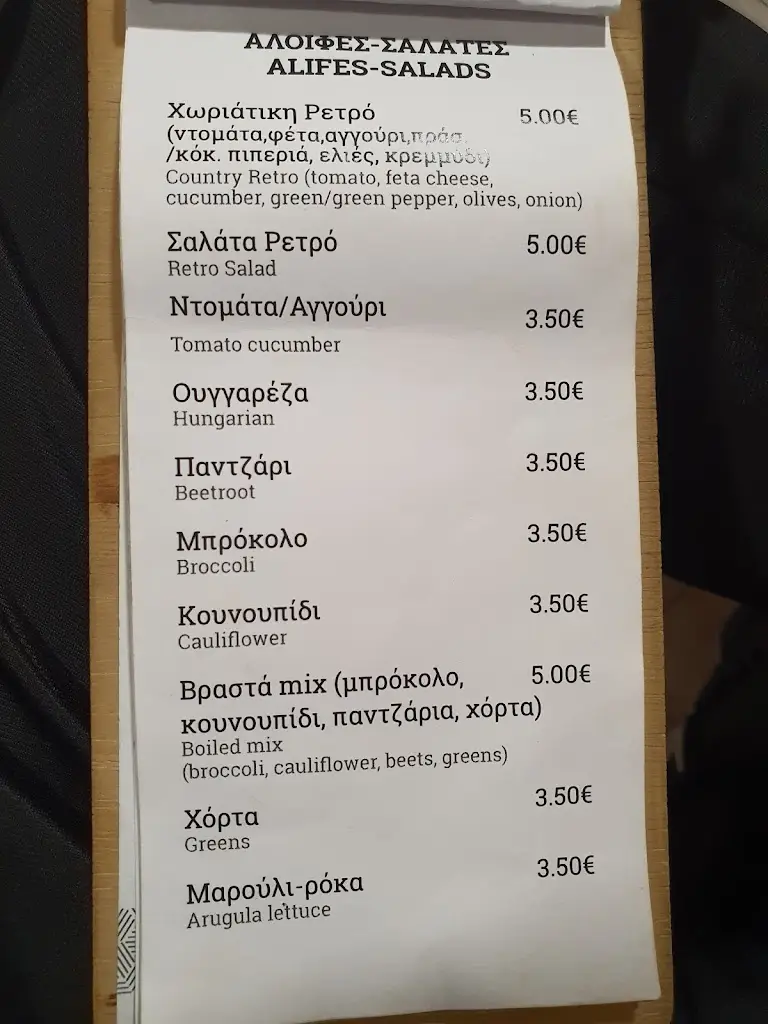 ΑΛΟΙΦΕΣ-ΣΑΛΑΤΕΣ
ALIFES-SALADS
Χωριάτικη Ρετρό 5.00€
(ντομάτα,φέτα,αγγούρι,πράσ.
/κόκ. πιπεριά, ελιές, κρεμμύδι)
Country Retro (tomato, feta cheese,
cucumber, green/green pepper, olives, onion)
Σαλάτα Ρετρό 5.00€
Retro Salad
Ντομάτα/Αγγούρι 3.50€
Tomato cucumber
Ουγγαρέζα 3.50€
Hungarian
Παντζάρι 3.50€
Beetroot
Μπρόκολο 3.50€
Broccoli
Κουνουπίδι 3.50€
Cauliflower
Βραστά mix (μπρόκολο, 5.00€
κουνουπίδι, παντζάρια, χόρτα)
Boiled mix
(broccoli, cauliflower, beets, greens)
Χόρτα 3.50€
Greens
Μαρούλι-ρόκα 3.50€
Arugula lettuce